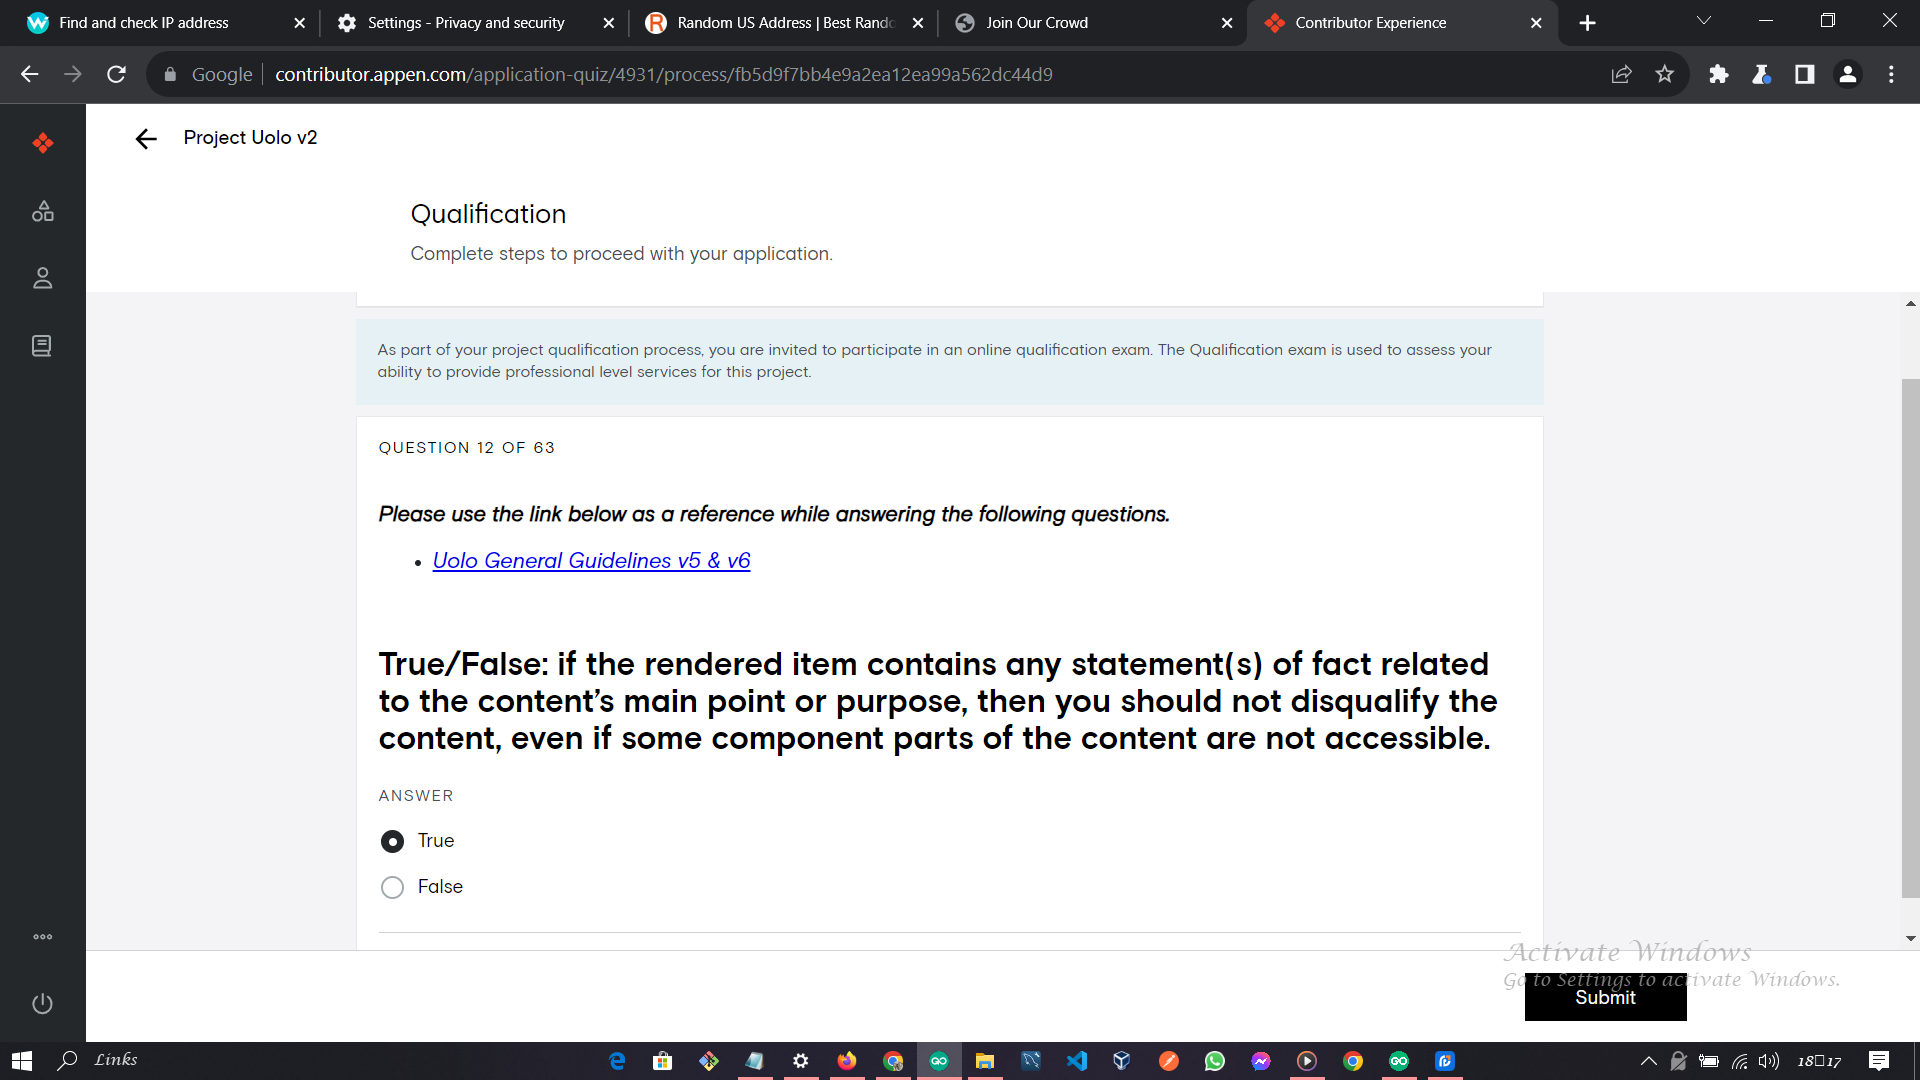 Find and check IP address
Settings - Privacy and security
Random US Address | Best Rando
Join Our Crowd
Contributor Experience
Google
contributor.appen.com/application-quiz/4931/process/fb5d9f7bb4e9a2ea12ea99a562dc44d9
Project Uolo v2
Qualification
Complete steps to proceed with your application.
As part of your project qualification process, you are invited to participate in an online qualification exam. The Qualification exam is used to assess your
ability to provide professional level services for this project.
QUESTION 12 OF 63
Please use the link below as a reference while answering the following questions.
• Uolo General Guidelines v5 & v6
True/False: if the rendered item contains any statement(s) of fact related
to the content’s main point or purpose, then you should not disqualify the
content, even if some component parts of the content are not accessible.
ANSWER
True
False
Activate Windows
Go to Settings to activate Windows.
Submit
Links
18□17